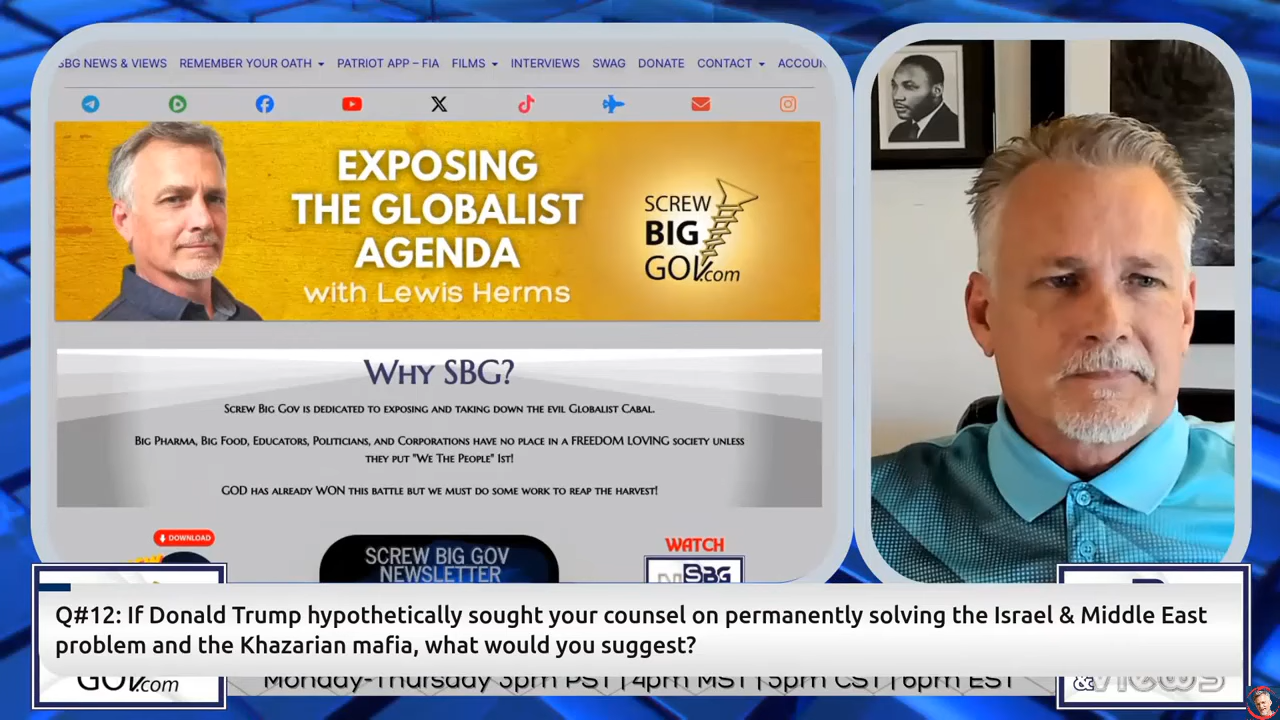 SBG NEWS & VIEWS REMEMBER YOUR OATH PATRIOT APP – FIA FILMS INTERVIEWS SWAG DONATE CONTACT
EXPOSING
THE GLOBALIST
AGENDA
with Lewis Herms
SCREW
BIG
GOV.com
WHY SBG?
SCREW BIG GOV IS DEDICATED TO EXPOSING AND TAKING DOWN THE EVIL GLOBALIST CABAL.
BIG PHARMA, BIG FOOD, EDUCATORS, POLITICIANS, AND CORPORATIONS HAVE NO PLACE IN A FREEDOM LOVING SOCIETY UNLESS
THEY PUT "WE THE PEOPLE" 1ST!
GOD HAS ALREADY WON THIS BATTLE BUT WE MUST DO SOME WORK TO REAP THE HARVEST!
DOWNLOAD
SCREW BIG GOV
NEWSLETTER
WATCH
SBG
Q#12: If Donald Trump hypothetically sought your counsel on permanently solving the Israel & Middle East
problem and the Khazarian mafia, what would you suggest?
GOV.com
Monday-Thursday 3pm PST | 4pm MST | 5pm CST | 6pm EST
& Views